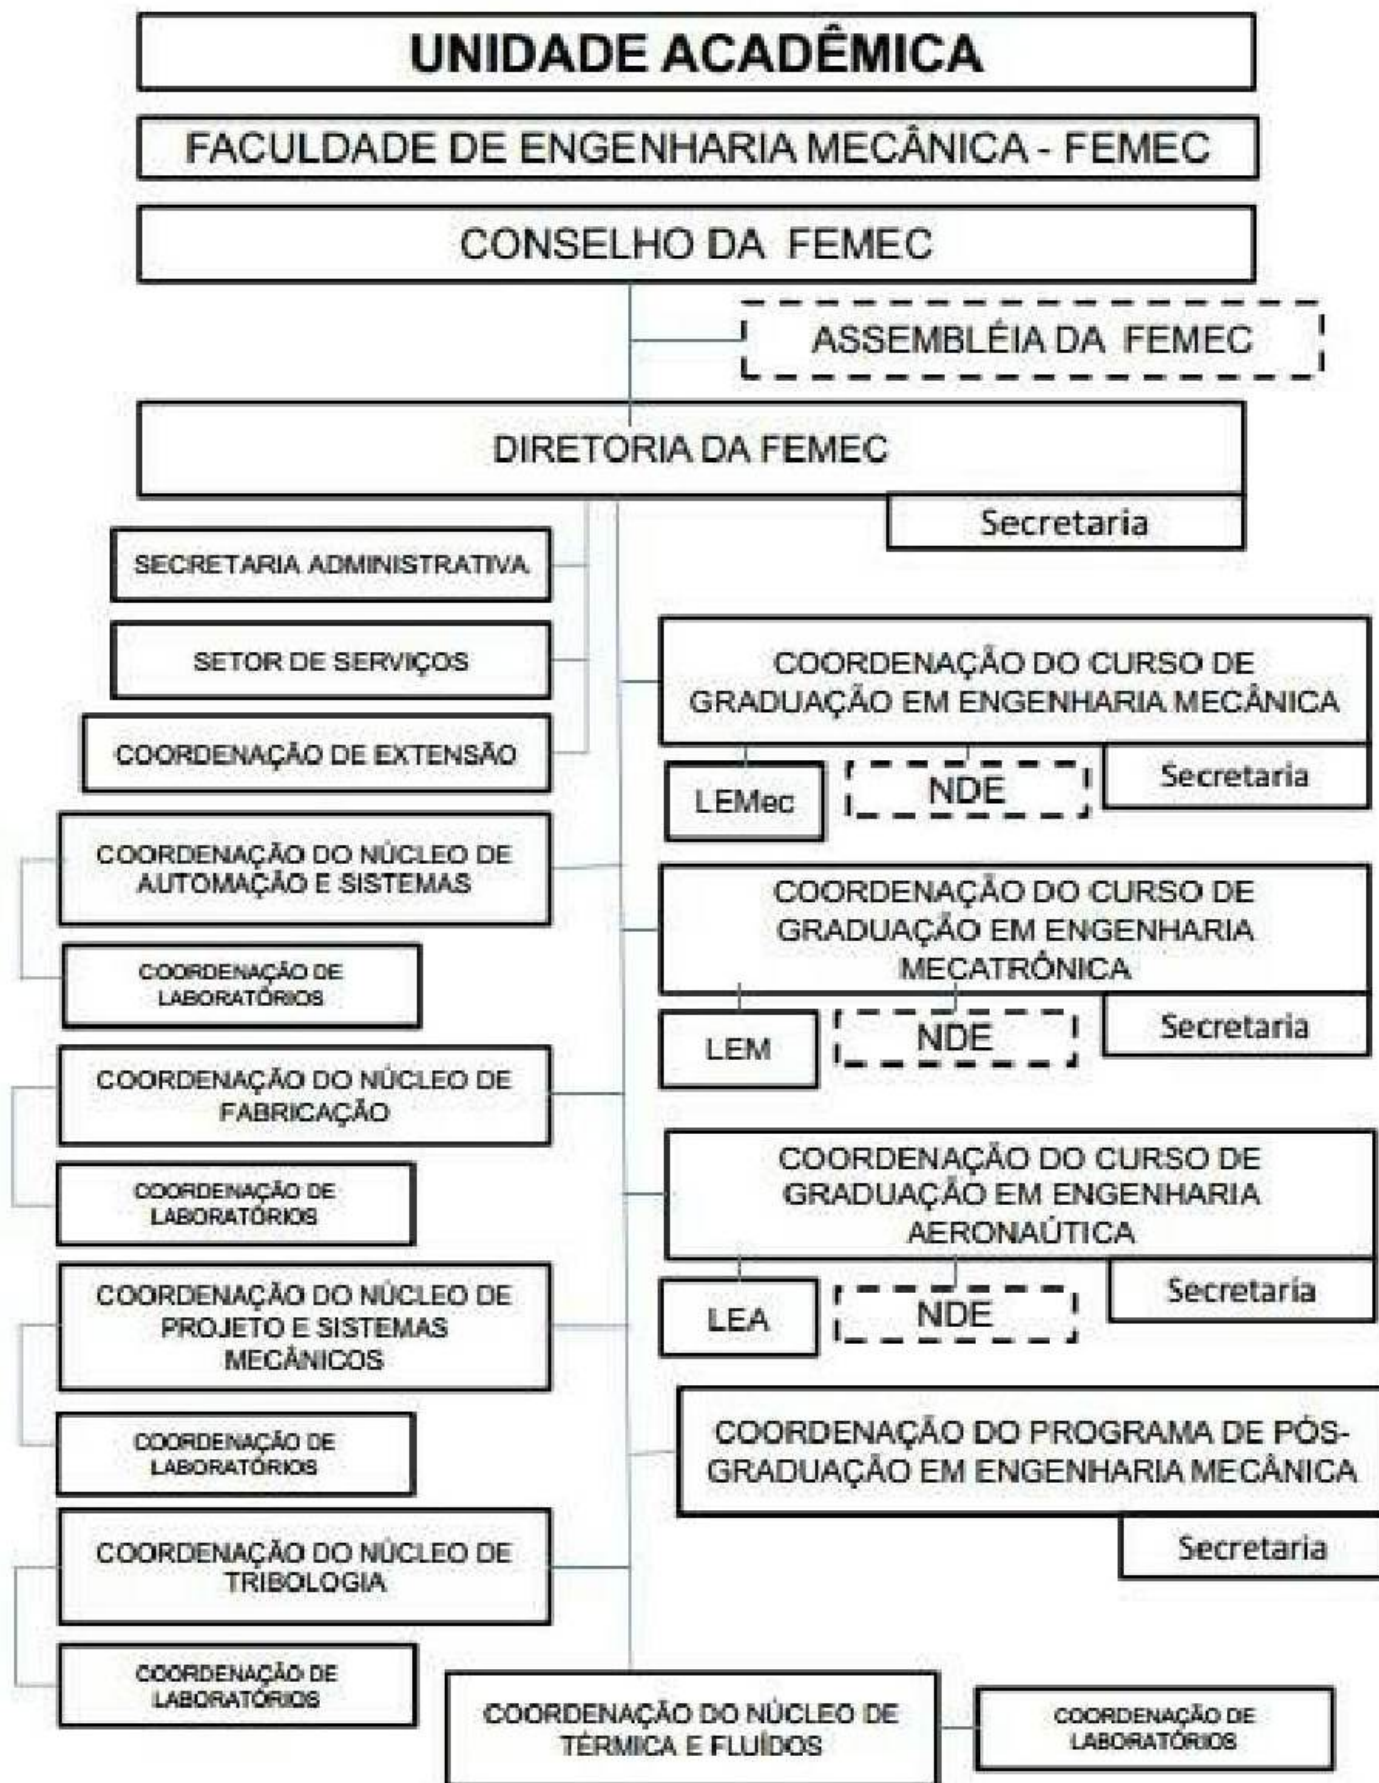 UNIDADE ACADÊMICA
FACULDADE DE ENGENHARIA MECÂNICA - FEMEC
CONSELHO DA FEMEC
ASSEMBLÉIA DA FEMEC
DIRETORIA DA FEMEC
Secretaria
SECRETARIA ADMINISTRATIVA
SETOR DE SERVIÇOS
COORDENAÇÃO DE EXTENSÃO
COORDENAÇÃO DO NÚCLEO DE
AUTOMAÇÃO E SISTEMAS
COORDENAÇÃO DE
LABORATÓRIOS
COORDENAÇÃO DO NÚCLEO DE
FABRICAÇÃO
COORDENAÇÃO DE
LABORATÓRIOS
COORDENAÇÃO DO NÚCLEO DE
PROJETO E SISTEMAS
MECÂNICOS
COORDENAÇÃO DE
LABORATÓRIOS
COORDENAÇÃO DO NÚCLEO DE
TRIBOLOGIA
COORDENAÇÃO DE
LABORATÓRIOS
COORDENAÇÃO DO CURSO DE
GRADUAÇÃO EM ENGENHARIA MECÂNICA
LEMec
NDE
Secretaria
COORDENAÇÃO DO CURSO DE
GRADUAÇÃO EM ENGENHARIA
MECATRÔNICA
LEM
NDE
Secretaria
COORDENAÇÃO DO CURSO DE
GRADUAÇÃO EM ENGENHARIA
AERONAÚTICA
LEA
NDE
Secretaria
COORDENAÇÃO DO PROGRAMA DE PÓS-
GRADUAÇÃO EM ENGENHARIA MECÂNICA
Secretaria
COORDENAÇÃO DO NÚCLEO DE
TÉRMICA E FLUÍDOS
COORDENAÇÃO DE
LABORATÓRIOS